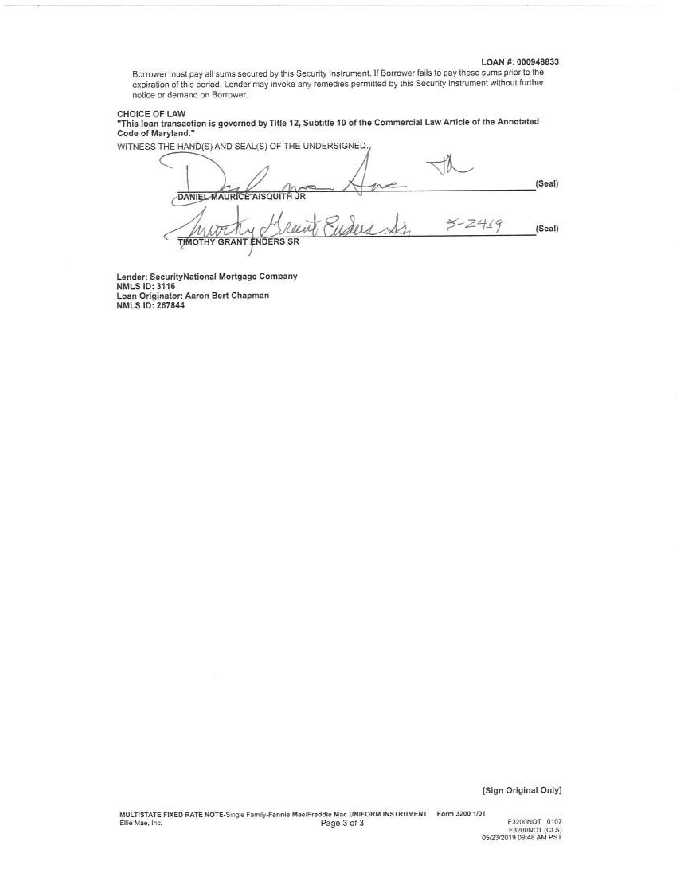 LOAN #: 000948833
Borrower must pay all sums secured by this Security Instrument. If Borrower fails to pay these sums prior to the
expiration of this period, Lender may invoke any remedies permitted by this Security Instrument without further
notice or demand on Borrower.
CHOICE OF LAW
"This loan transaction is governed by Title 12, Subtitle 10 of the Commercial Law Article of the Annotated
Code of Maryland."
WITNESS THE HAND(S) AND SEAL(S) OF THE UNDERSIGNED.
(Seal)
DANIEL MAURICE AISQUITH JR
Timothy Grant Enders Sr. 5-2419 (Seal)
TIMOTHY GRANT ENDERS SR
Lender: SecurityNational Mortgage Company
NMLS ID: 3116
Loan Originator: Aaron Bert Chapman
NMLS ID: 267844
[Sign Original Only]
MULTISTATE FIXED RATE NOTE-Single Family-Fannie Mae/Freddie Mac UNIFORM INSTRUMENT Form 3200 1/01
Ellie Mae, Inc. Page 3 of 3 F3200NOT 0107
F3200NOT (CLS)
05/23/2019 09:48 AM PST